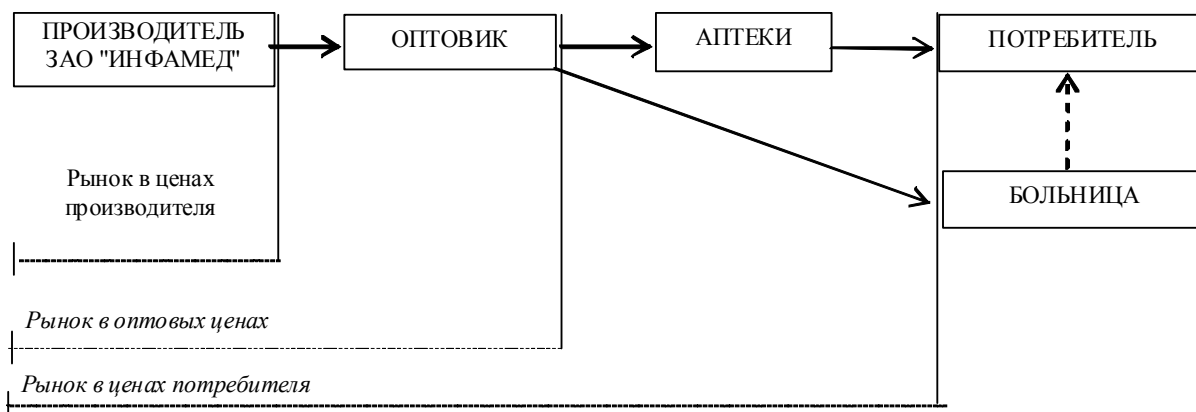 ПРОИЗВОДИТЕЛЬ
ЗАО "ИНФАМЕД"
ОПТОВИК
АПТЕКИ
ПОТРЕБИТЕЛЬ
БОЛЬНИЦА
Рынок в ценах
производителя
Рынок в оптовых ценах
Рынок в ценах потребителя